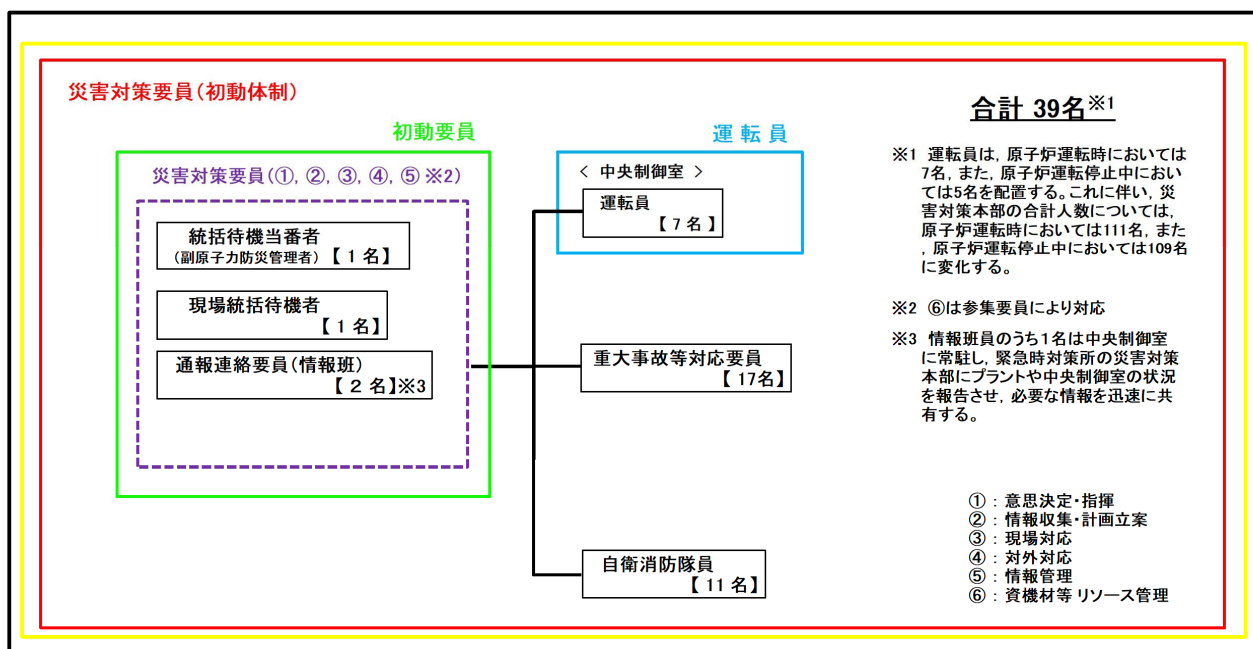 災害対策要員(初動体制)
合計 39名※1
初動要員
運 転 員
災害対策要員(①, ②, ③, ④, ⑤ ※2)
統括待機当番者
(副原子力防災管理者) 【 1 名】
現場統括待機者
【 1 名】
通報連絡要員(情報班)
【 2 名】※3
< 中央制御室 >
運転員
【 7 名 】
重大事故等対応要員
【 17名】
自衛消防隊員
【 11 名】
※1 運転員は, 原子炉運転時においては
7名, また, 原子炉運転停止中におい
ては5名を配置する。これに伴い, 災
害対策本部の合計人数については,
原子炉運転時においては111名, また
, 原子炉運転停止中においては109名
に変化する。
※2 ⑥は参集要員により対応
※3 情報班員のうち1名は中央制御室
に常駐し, 緊急時対策所の災害対策
本部にプラントや中央制御室の状況
を報告させ, 必要な情報を迅速に共
有する。
① : 意思決定・指揮
② : 情報収集・計画立案
③ : 現場対応
④ : 対外対応
⑤ : 情報管理
⑥ : 資機材等 リソース管理